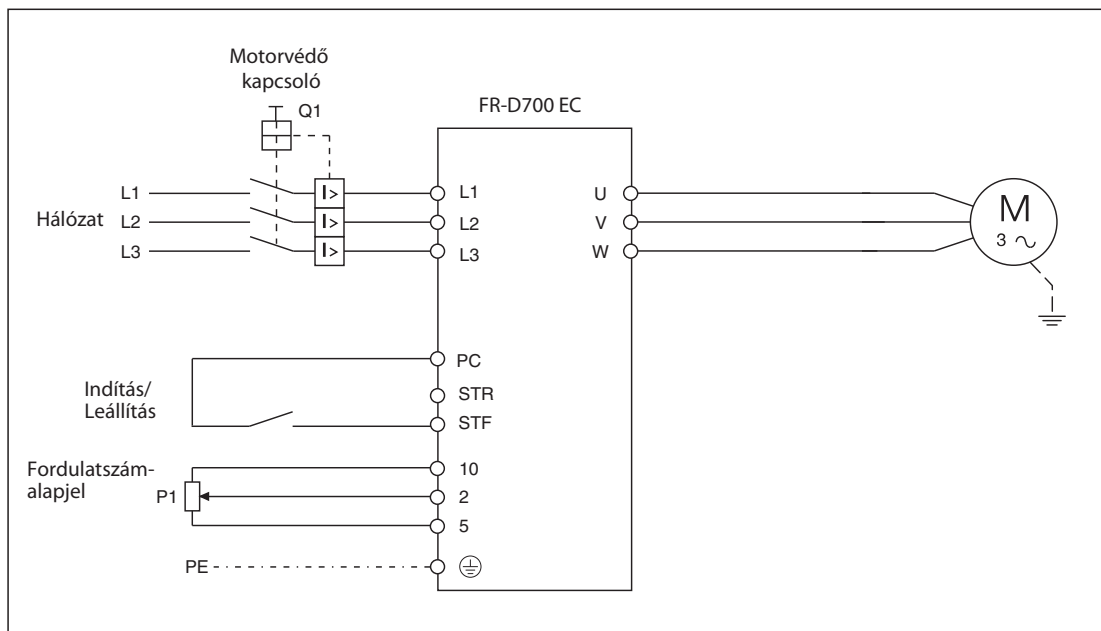 Motorvédő
kapcsoló
Q1
FR-D700 EC
Hálózat
L1
L2
L3
I>
I>
I>
L1
L2
L3
U
V
W
M
3 ~
Indítás/
Leállítás
PC
STR
STF
Fordulatszám-
alapjel
P1
10
2
5
PE